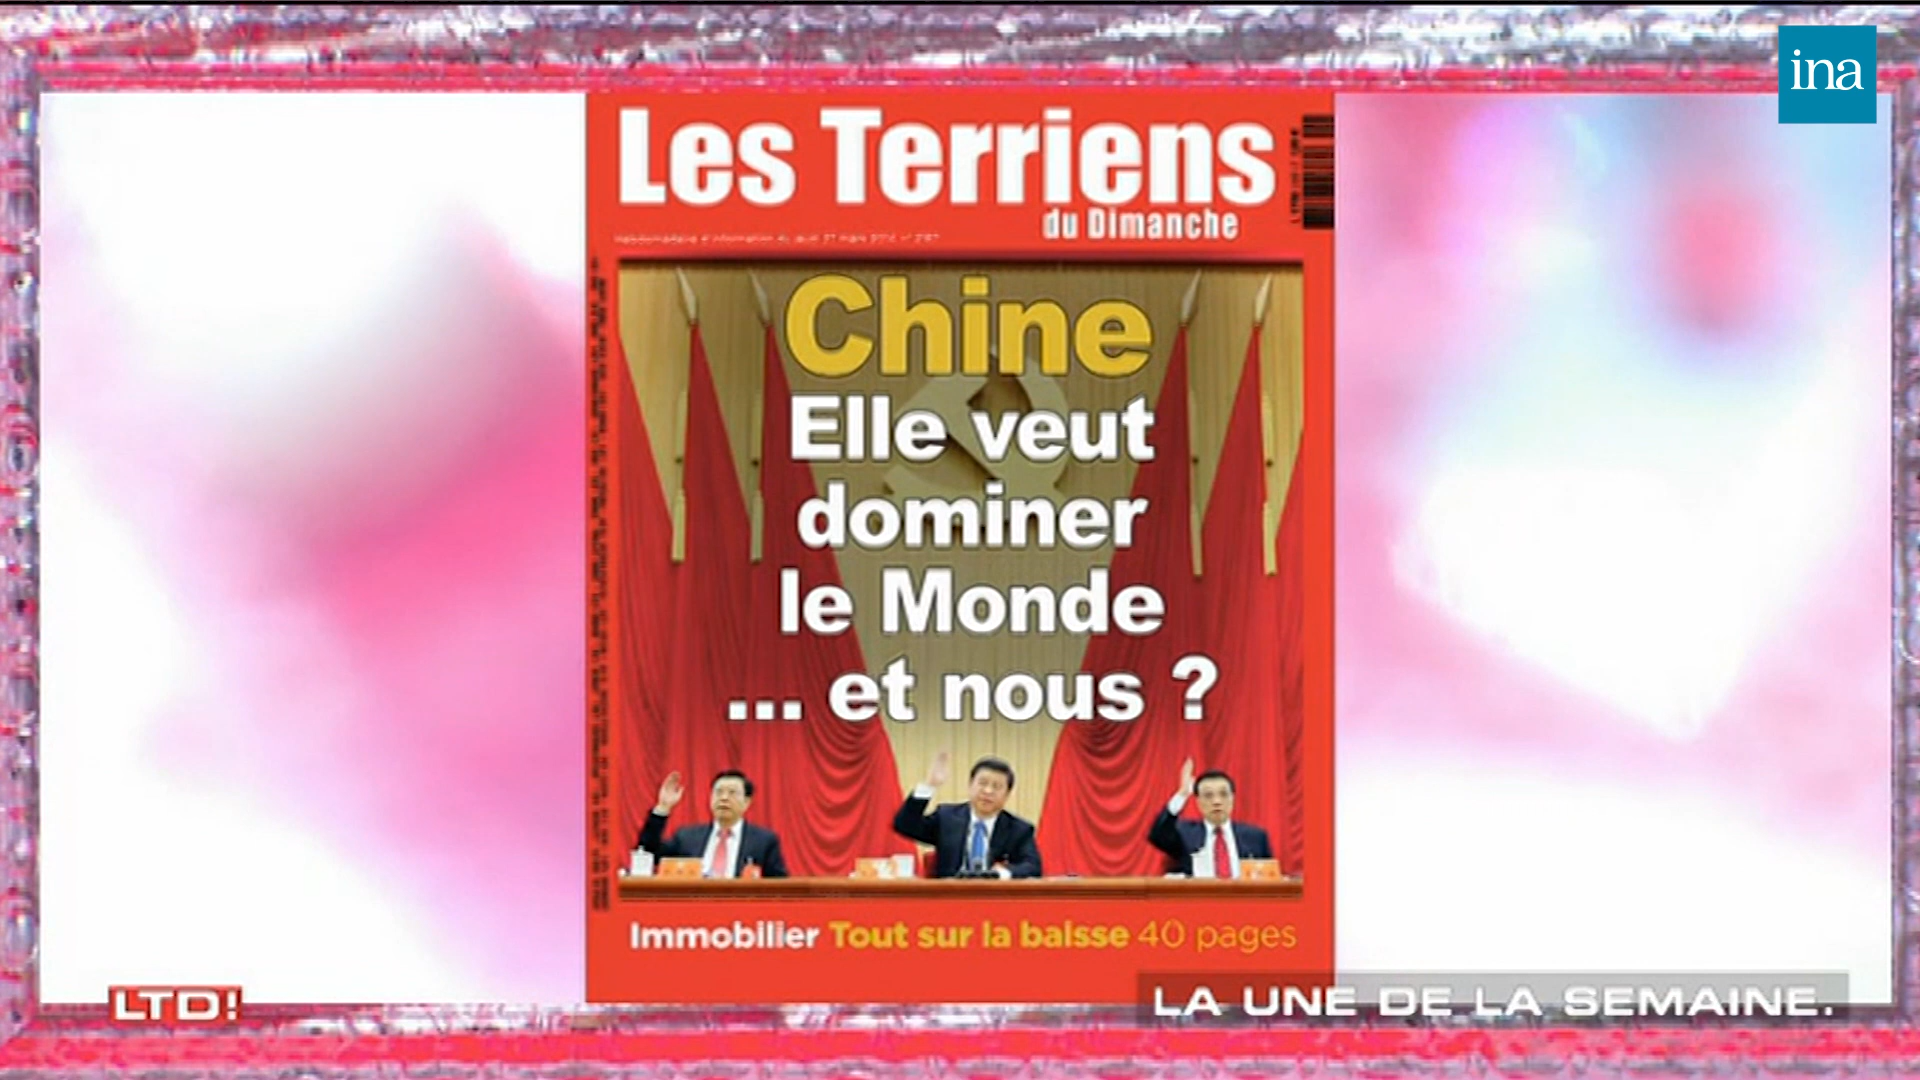 ina
Les Terriens
du Dimanche
Chine
Elle veut
dominer
le Monde
... et nous ?
Immobilier Tout sur la baisse 40 pages
LTD!
LA UNE DE LA SEMAINE.